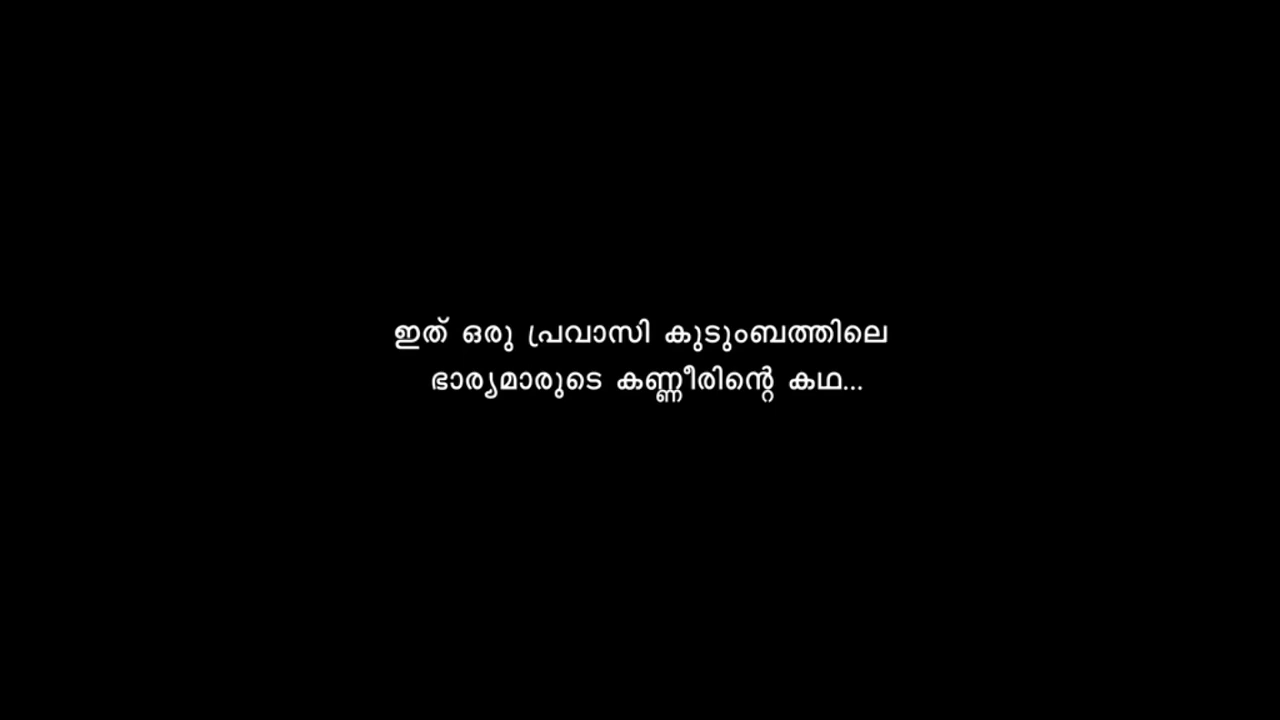 ഇത് ഒരു പ്രവാസി കുടുംബത്തിലെ
ഭാര്യമാരുടെ കണ്ണീരിന്റെ കഥ...